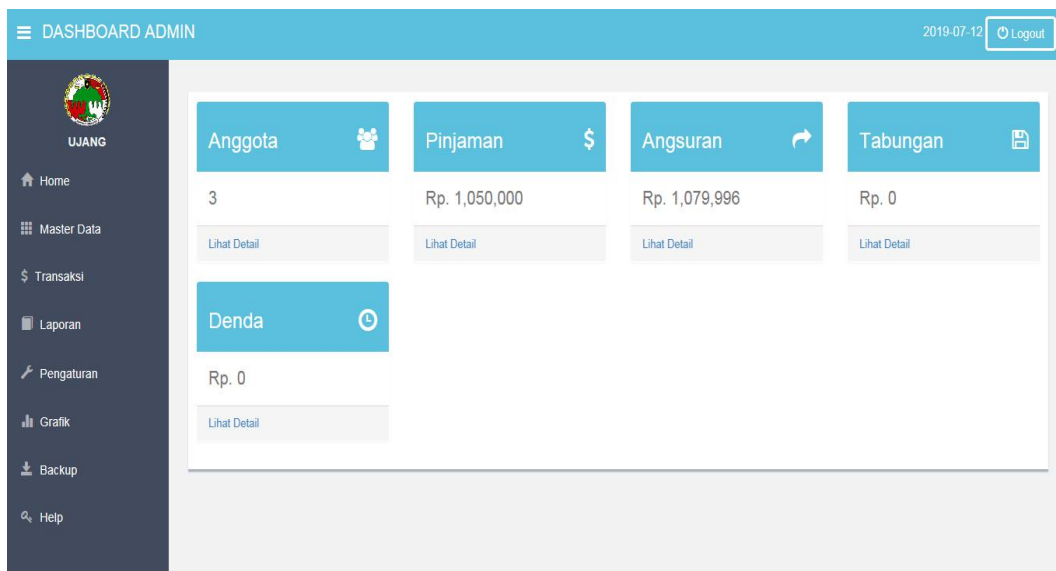 DASHBOARD ADMIN
2019-07-12 Logout
UJANG
Home
Master Data
$ Transaksi
Laporan
Pengaturan
Grafik
Backup
Help
Anggota
3
Lihat Detail
Pinjaman $
Rp. 1,050,000
Lihat Detail
Angsuran
Rp. 1,079,996
Lihat Detail
Tabungan
Rp. 0
Lihat Detail
Denda
Rp. 0
Lihat Detail